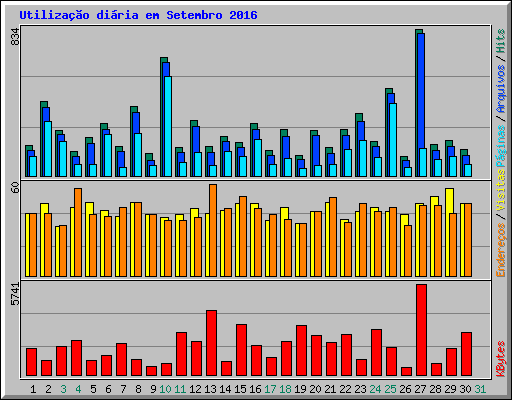 Utilização diária em Setembro 2016
834
60
5741
Endereços / Visitas Páginas / Arquivos / Hits
KBytes
1 2 3 4 5 6 7 8 9 10 11 12 13 14 15 16 17 18 19 20 21 22 23 24 25 26 27 28 29 30 31